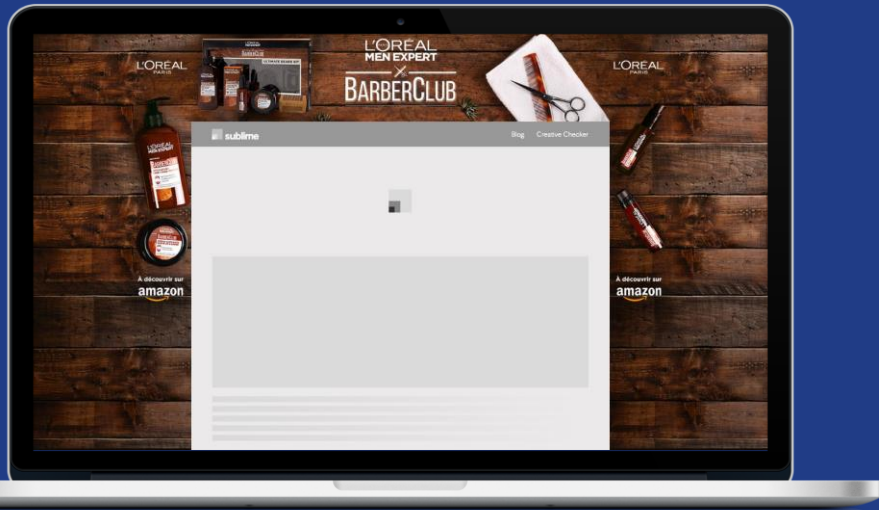 L'ORÉAL
PARIS
L'ORÉAL
MEN EXPERT
BARBERCLUB
L'ORÉAL
PARIS
sublime
Blog
Creative Checker
À découvrir sur
amazon
À découvrir sur
amazon